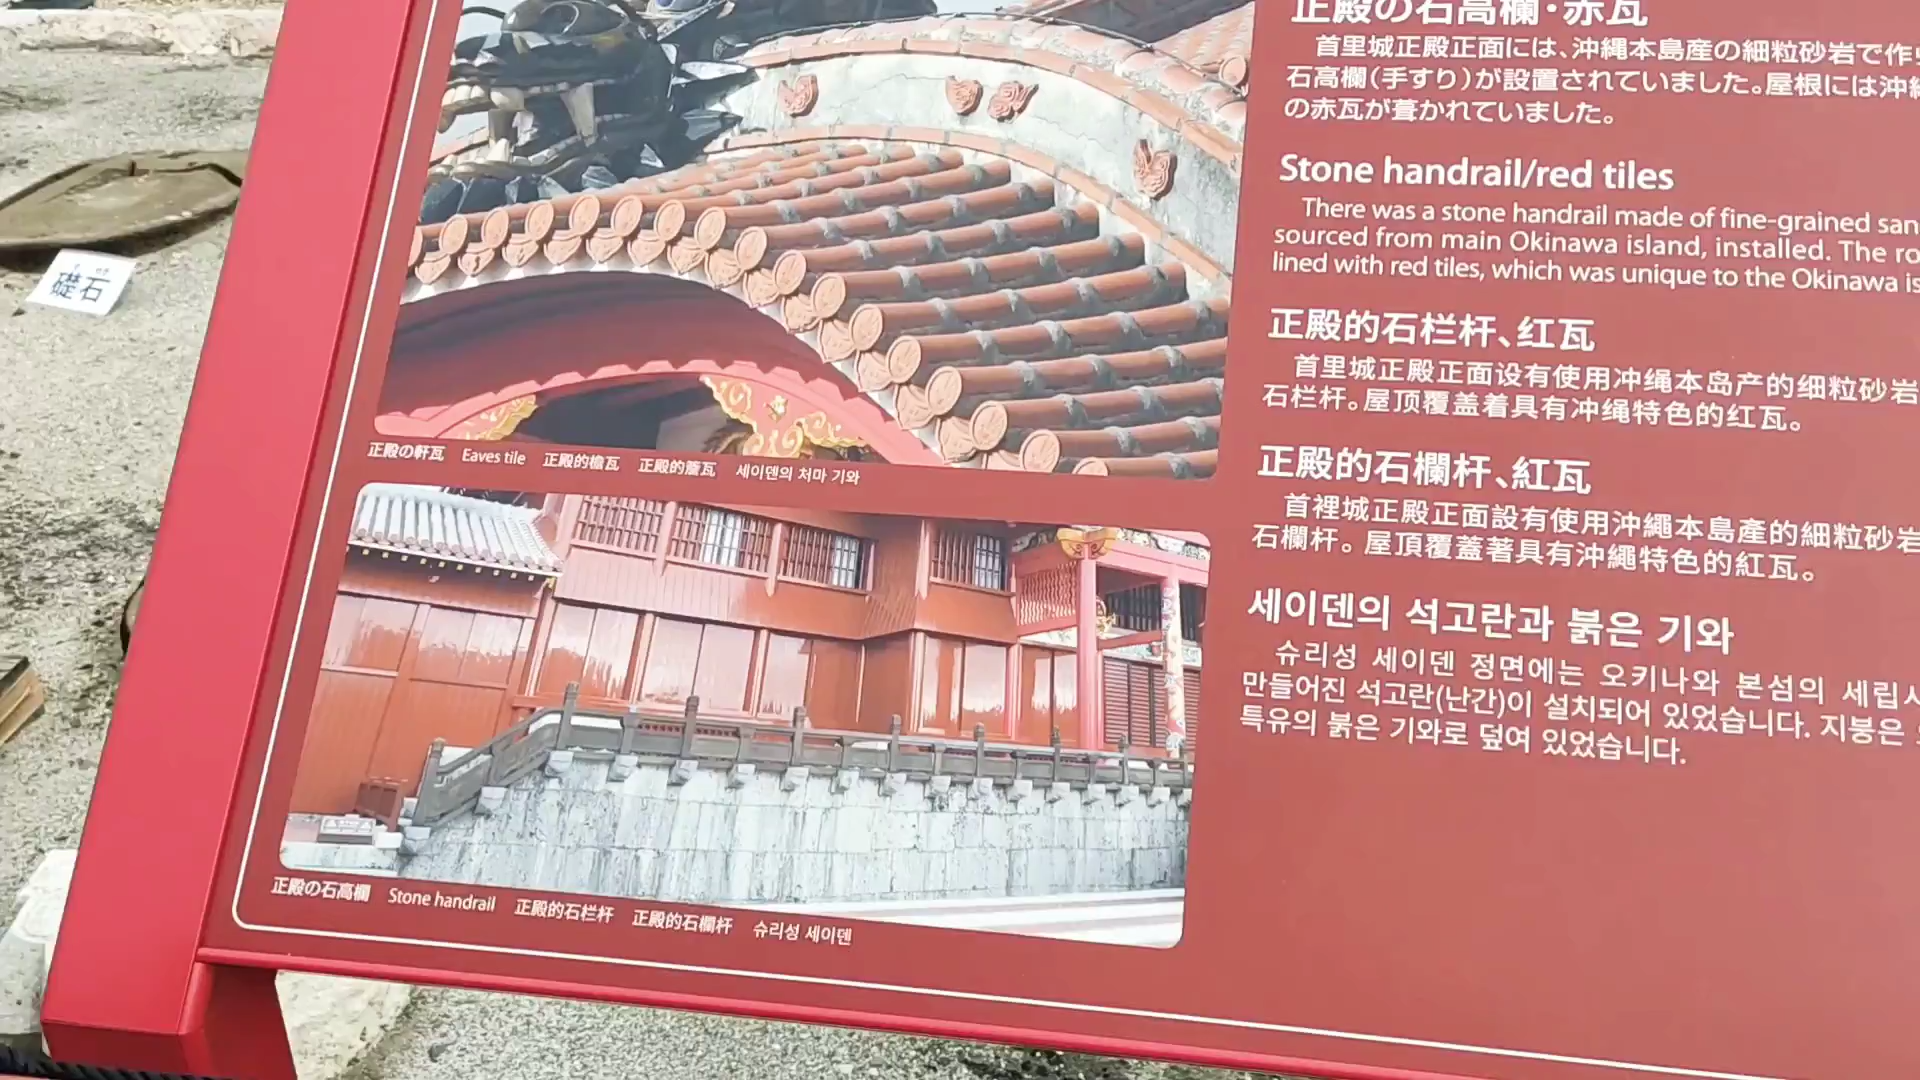 礎石
正殿の軒瓦 Eaves tile 正殿的檐瓦 正殿的簷瓦 세이덴의 처마 기와
正殿の石高欄 Stone handrail 正殿的石栏杆 正殿的石欄杆 슈리성 세이덴
正殿の石高欄・赤瓦
首里城正殿正面には、沖縄本島産の細粒砂岩で作
石高欄(手すり)が設置されていました。屋根には沖縄
の赤瓦が葺かれていました。
Stone handrail/red tiles
There was a stone handrail made of fine-grained san
sourced from main Okinawa island, installed. The ro
lined with red tiles, which was unique to the Okinawa is
正殿的石栏杆、红瓦
首里城正殿正面设有使用冲绳本岛产的细粒砂岩
石栏杆。屋顶覆盖着具有冲绳特色的红瓦。
正殿的石欄杆、紅瓦
首裡城正殿正面設有使用沖繩本島產的細粒砂岩
石欄杆。屋頂覆蓋著具有沖繩特色的紅瓦。
세이덴의 석고란과 붉은 기와
슈리성 세이덴 정면에는 오키나와 본섬의 세립
만들어진 석고란(난간)이 설치되어 있었습니다. 지붕은
특유의 붉은 기와로 덮여 있었습니다.